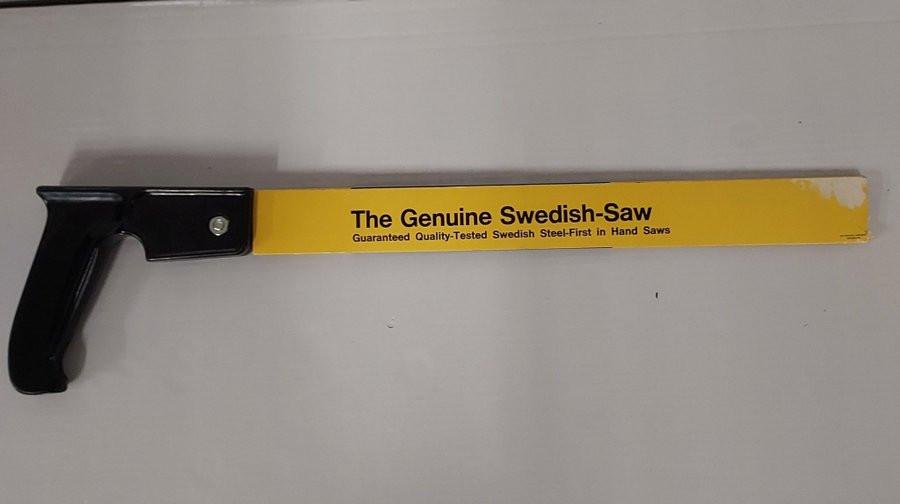 The Genuine Swedish-Saw
Guaranteed Quality-Tested Swedish Steel-First in Hand Saws